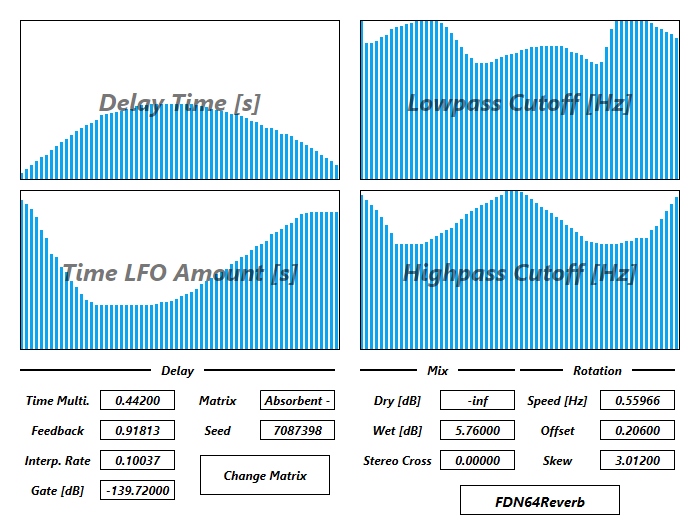 Delay Time [s]
Lowpass Cutoff [Hz]
Time LFO Amount [s]
Highpass Cutoff [Hz]
Delay
Time Multi. 0.44200 Matrix Absorbent -
Feedback 0.91813 Seed 7087398
Interp. Rate 0.10037 Change Matrix
Gate [dB] -139.72000
Mix
Dry [dB] -inf
Wet [dB] 5.76000
Stereo Cross 0.00000
Rotation
Speed [Hz] 0.55966
Offset 0.20600
Skew 3.01200
FDN64Reverb